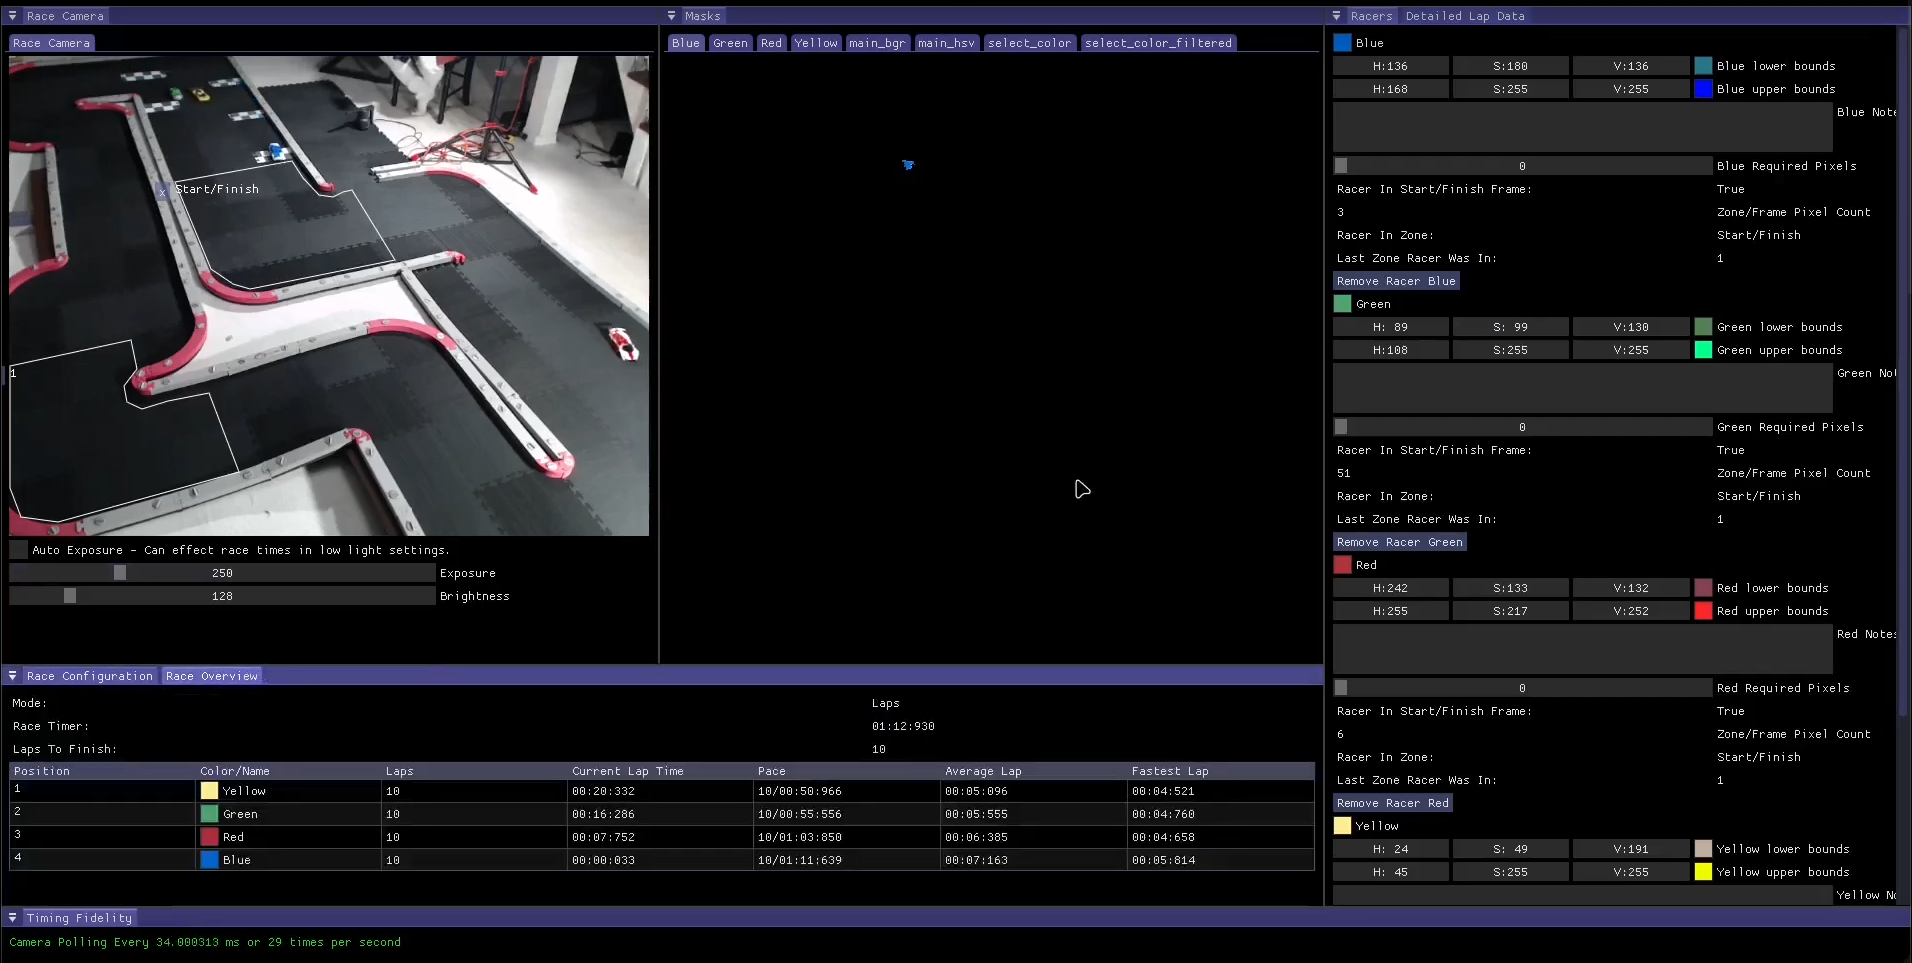 Race Camera
Race Camera
x Start/Finish
1
Auto Exposure - Can effect race times in low light settings.
250 Exposure
128 Brightness
Masks
Blue Green Red Yellow main_bgr main_hsv select_color select_color_filtered
Racers Detailed Lap Data
Blue
H:136 S:180 V:136 Blue lower bounds
H:168 S:255 V:255 Blue upper bounds
Blue Note
0 Blue Required Pixels
Racer In Start/Finish Frame: True
3 Zone/Frame Pixel Count
Racer In Zone: Start/Finish
Last Zone Racer Was In: 1
Remove Racer Blue
Green
H: 89 S: 99 V:130 Green lower bounds
H:108 S:255 V:255 Green upper bounds
Green No
0 Green Required Pixels
Racer In Start/Finish Frame: True
51 Zone/Frame Pixel Count
Racer In Zone: Start/Finish
Last Zone Racer Was In: 1
Remove Racer Green
Red
H:242 S:133 V:132 Red lower bounds
H:255 S:217 V:252 Red upper bounds
Red Notes
0 Red Required Pixels
Racer In Start/Finish Frame: True
6 Zone/Frame Pixel Count
Racer In Zone: Start/Finish
Last Zone Racer Was In: 1
Remove Racer Red
Yellow
H: 24 S: 49 V:191 Yellow lower bounds
H: 45 S:255 V:255 Yellow upper bounds
Yellow No
Race Configuration Race Overview
Mode: Laps
Race Timer: 01:12:930
Laps To Finish: 10
Position Color/Name Laps Current Lap Time Pace Average Lap Fastest Lap
1 Yellow 10 00:20:332 10/00:50:966 00:05:096 00:04:521
2 Green 10 00:16:286 10/00:55:556 00:05:555 00:04:760
3 Red 10 00:07:752 10/01:03:850 00:06:385 00:04:658
4 Blue 10 00:00:033 10/01:11:639 00:07:163 00:05:814
Timing Fidelity
Camera Polling Every 34.000313 ms or 29 times per second